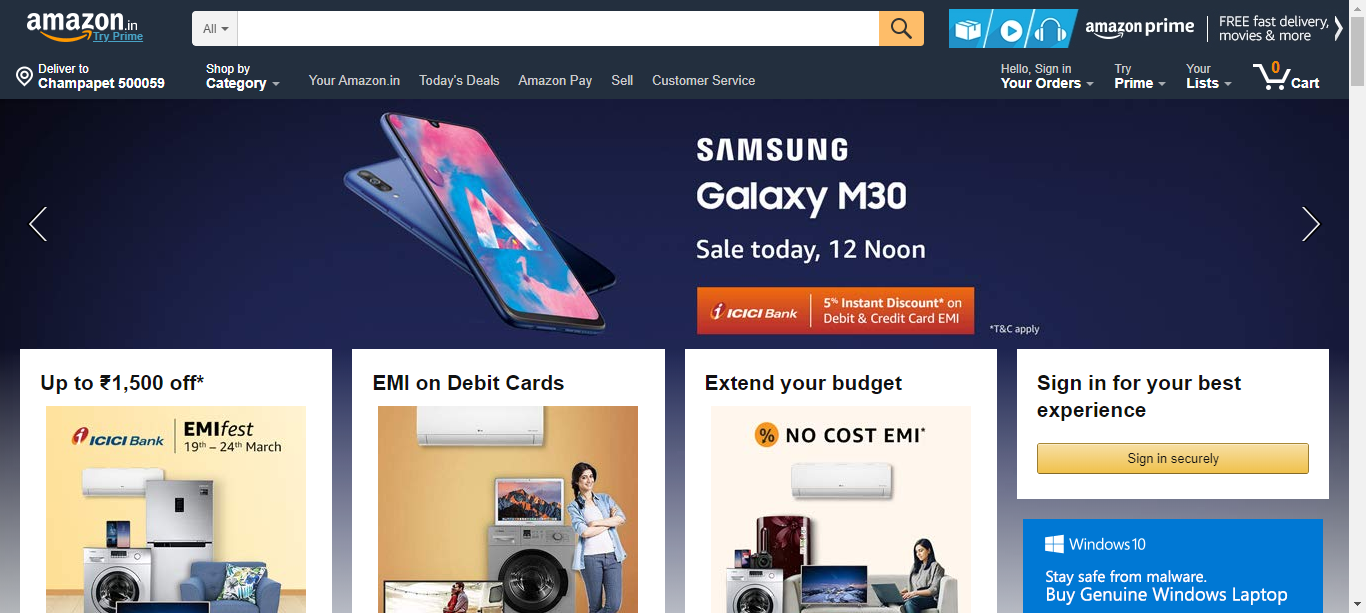 amazon.in
Try Prime
All
amazon prime
FREE fast delivery,
movies & more
Deliver to
Champapet 500059
Shop by
Category
Your Amazon.in
Today's Deals
Amazon Pay
Sell
Customer Service
Hello, Sign in
Your Orders
Try
Prime
Your
Lists
0
Cart
SAMSUNG
Galaxy M30
Sale today, 12 Noon
ICICI Bank
5% Instant Discount* on
Debit & Credit Card EMI
*T&C apply
Up to ₹1,500 off*
ICICI Bank
EMIfest
19th – 24th March
EMI on Debit Cards
Extend your budget
% NO COST EMI*
Sign in for your best
experience
Sign in securely
Windows 10
Stay safe from malware.
Buy Genuine Windows Laptop